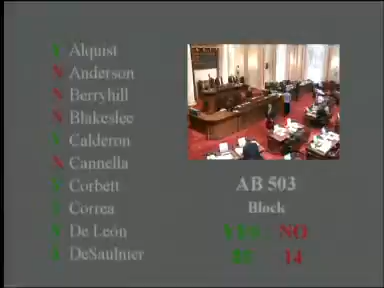 Y Alquist
N Anderson
N Berryhill
N Blakeslee
Y Calderon
N Cannella
Y Corbett
Y Correa
Y De León
Y DeSaulnier
AB 503
Block
YES NO
14